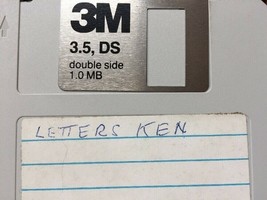 3M
3.5, DS
double side
1.0 MB
LETTERS KEN